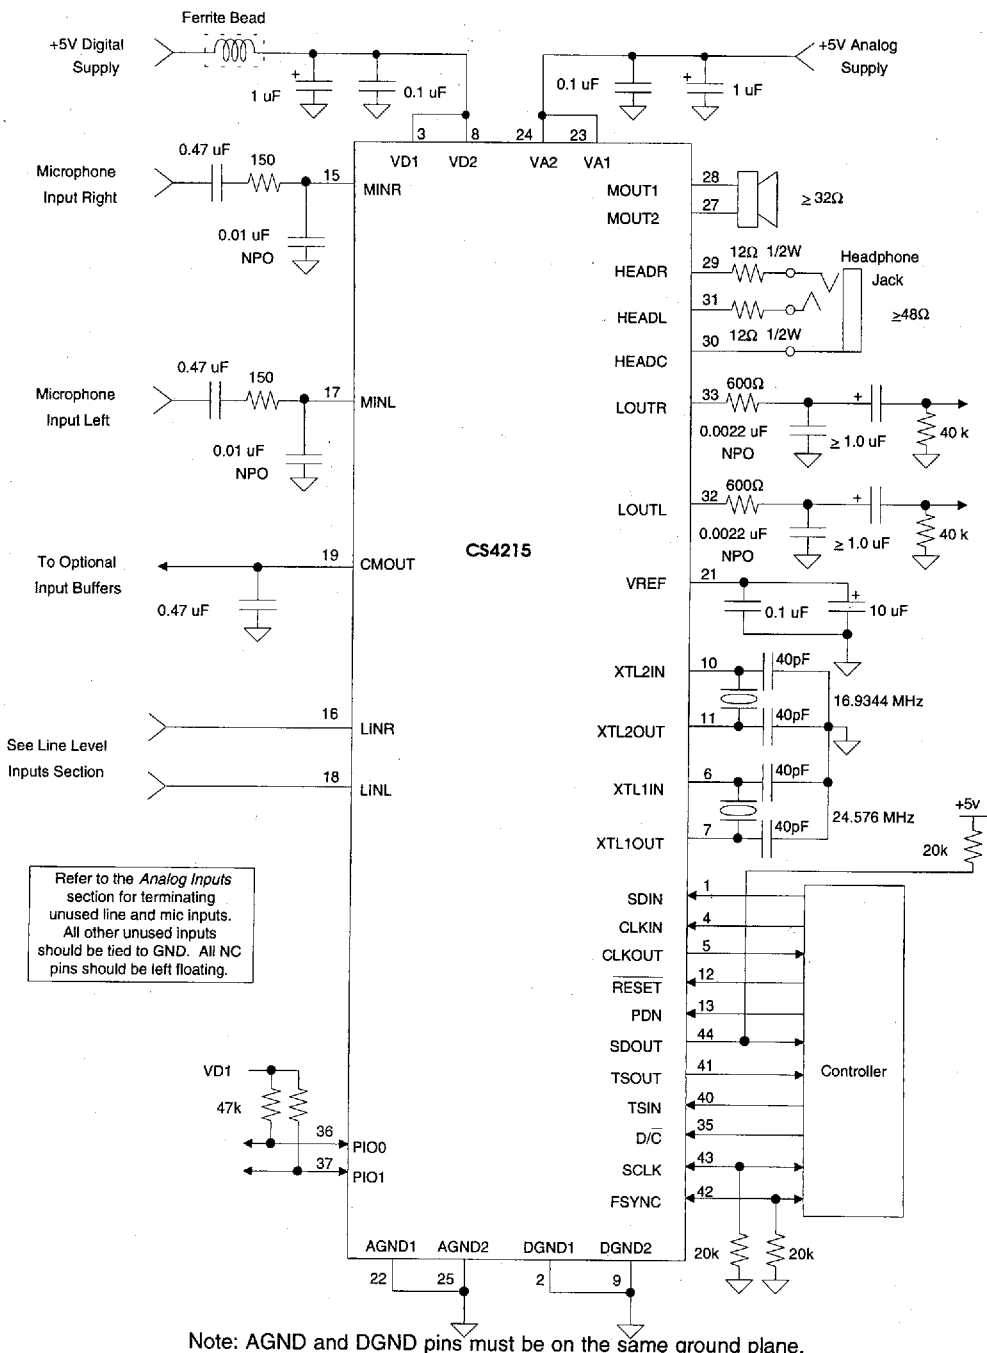 Ferrite Bead
+5V Digital
Supply
+
1 uF
0.1 uF
0.1 uF
+
1 uF
+5V Analog
Supply
3
8
24
23
VD1
VD2
VA2
VA1
Microphone
Input Right
0.47 uF
150
15
MINR
0.01 uF
NPO
MOUT1
28
MOUT2
27
≥ 32Ω
HEADR
29
12Ω 1/2W
Headphone
Jack
HEADL
31
12Ω 1/2W
≥48Ω
HEADC
30
Microphone
Input Left
0.47 uF
150
17
MINL
0.01 uF
NPO
LOUTR
33
600Ω
0.0022 uF
NPO
+
≥ 1.0 uF
40 k
LOUTL
32
600Ω
0.0022 uF
NPO
+
≥ 1.0 uF
40 k
CS4215
To Optional
Input Buffers
19
CMOUT
0.47 uF
VREF
21
0.1 uF
+
10 uF
XTL2IN
10
40pF
16.9344 MHz
XTL2OUT
11
40pF
See Line Level
Inputs Section
16
LINR
18
LINL
XTL1IN
6
40pF
24.576 MHz
XTL1OUT
7
40pF
+5v
20k
Refer to the Analog Inputs
section for terminating
unused line and mic inputs.
All other unused inputs
should be tied to GND. All NC
pins should be left floating.
SDIN
1
CLKIN
4
CLKOUT
5
RESET
12
PDN
13
SDOUT
44
TSOUT
41
TSIN
40
D/C
35
SCLK
43
FSYNC
42
Controller
VD1
47k
36
PIO0
37
PIO1
20k
20k
AGND1
AGND2
DGND1
DGND2
22
25
2
9
Note: AGND and DGND pins must be on the same ground plane.